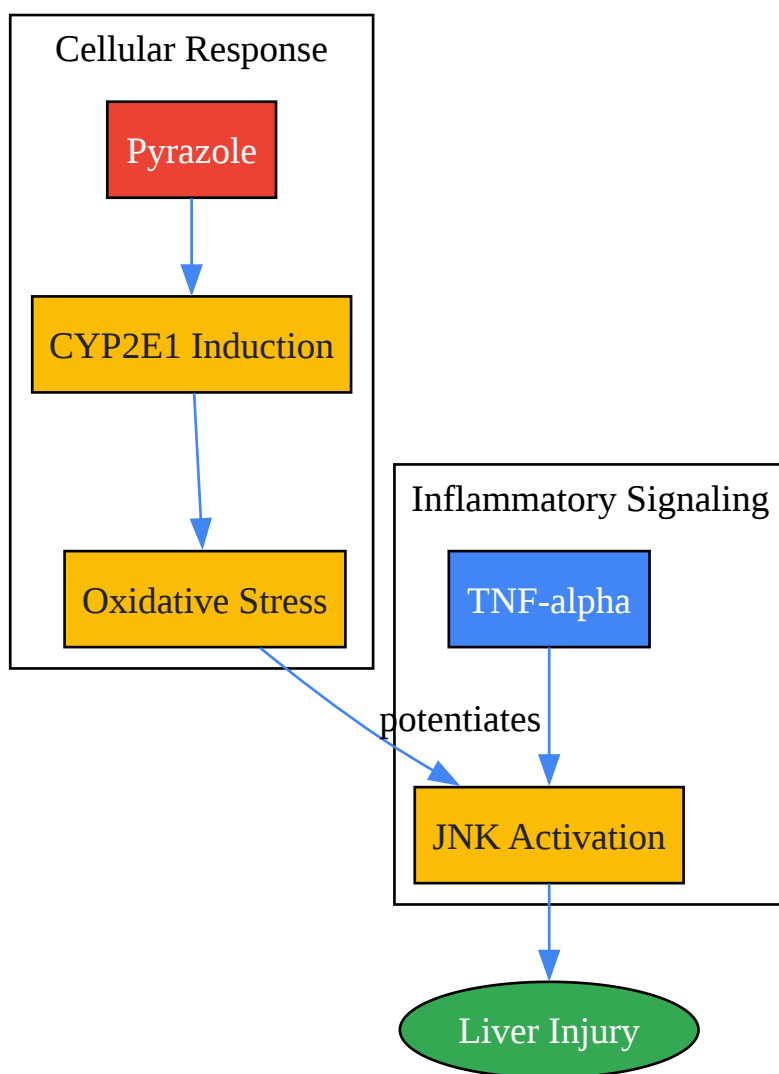 Cellular Response
Pyrazole
CYP2E1 Induction
Oxidative Stress
Inflammatory Signaling
TNF-alpha
potentiates
JNK Activation
Liver Injury